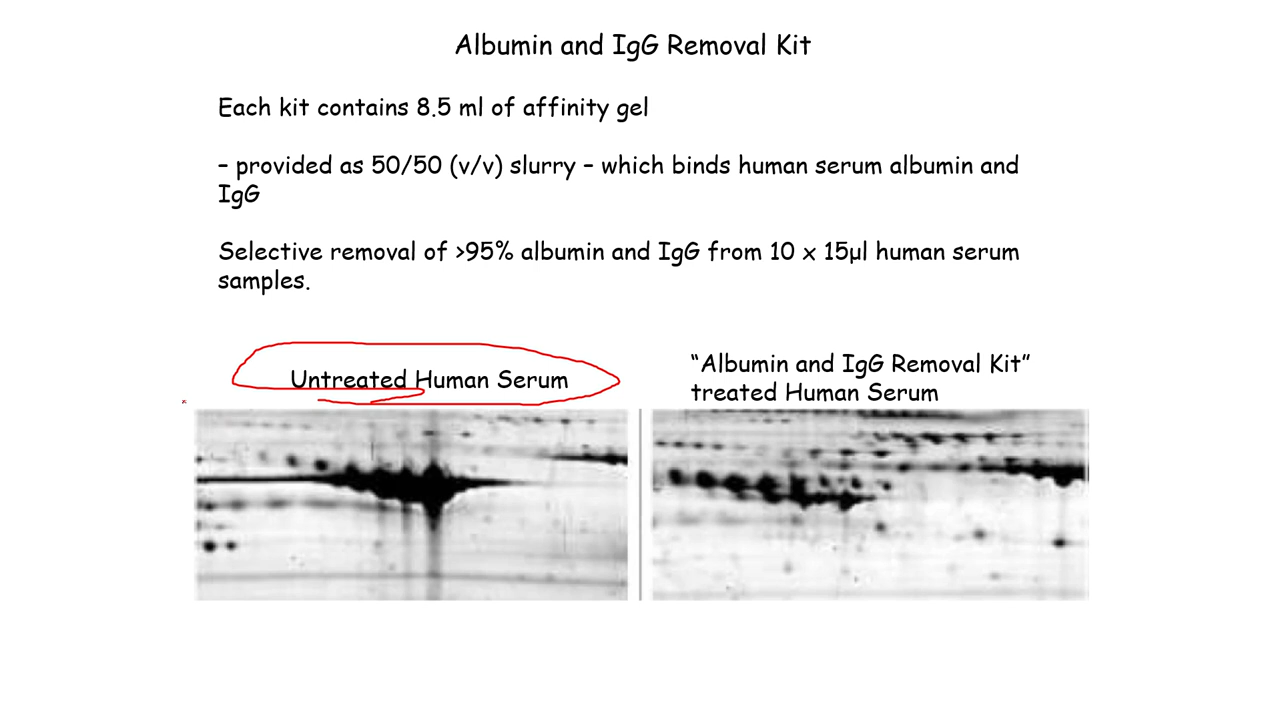 Albumin and IgG Removal Kit
Each kit contains 8.5 ml of affinity gel
– provided as 50/50 (v/v) slurry – which binds human serum albumin and
IgG
Selective removal of >95% albumin and IgG from 10 x 15µl human serum
samples.
Untreated Human Serum
“Albumin and IgG Removal Kit”
treated Human Serum